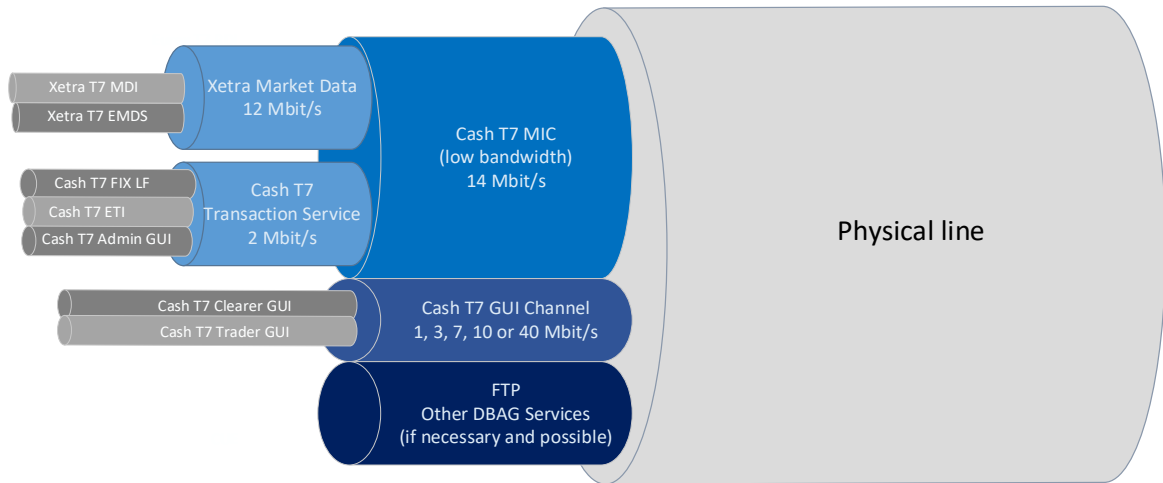 Xetra T7 MDI
Xetra T7 EMDS
Xetra Market Data
12 Mbit/s
Cash T7 FIX LF
Cash T7 ETI
Cash T7 Admin GUI
Cash T7
Transaction Service
2 Mbit/s
Cash T7 MIC
(low bandwidth)
14 Mbit/s
Cash T7 Clearer GUI
Cash T7 Trader GUI
Cash T7 GUI Channel
1, 3, 7, 10 or 40 Mbit/s
FTP
Other DBAG Services
(if necessary and possible)
Physical line